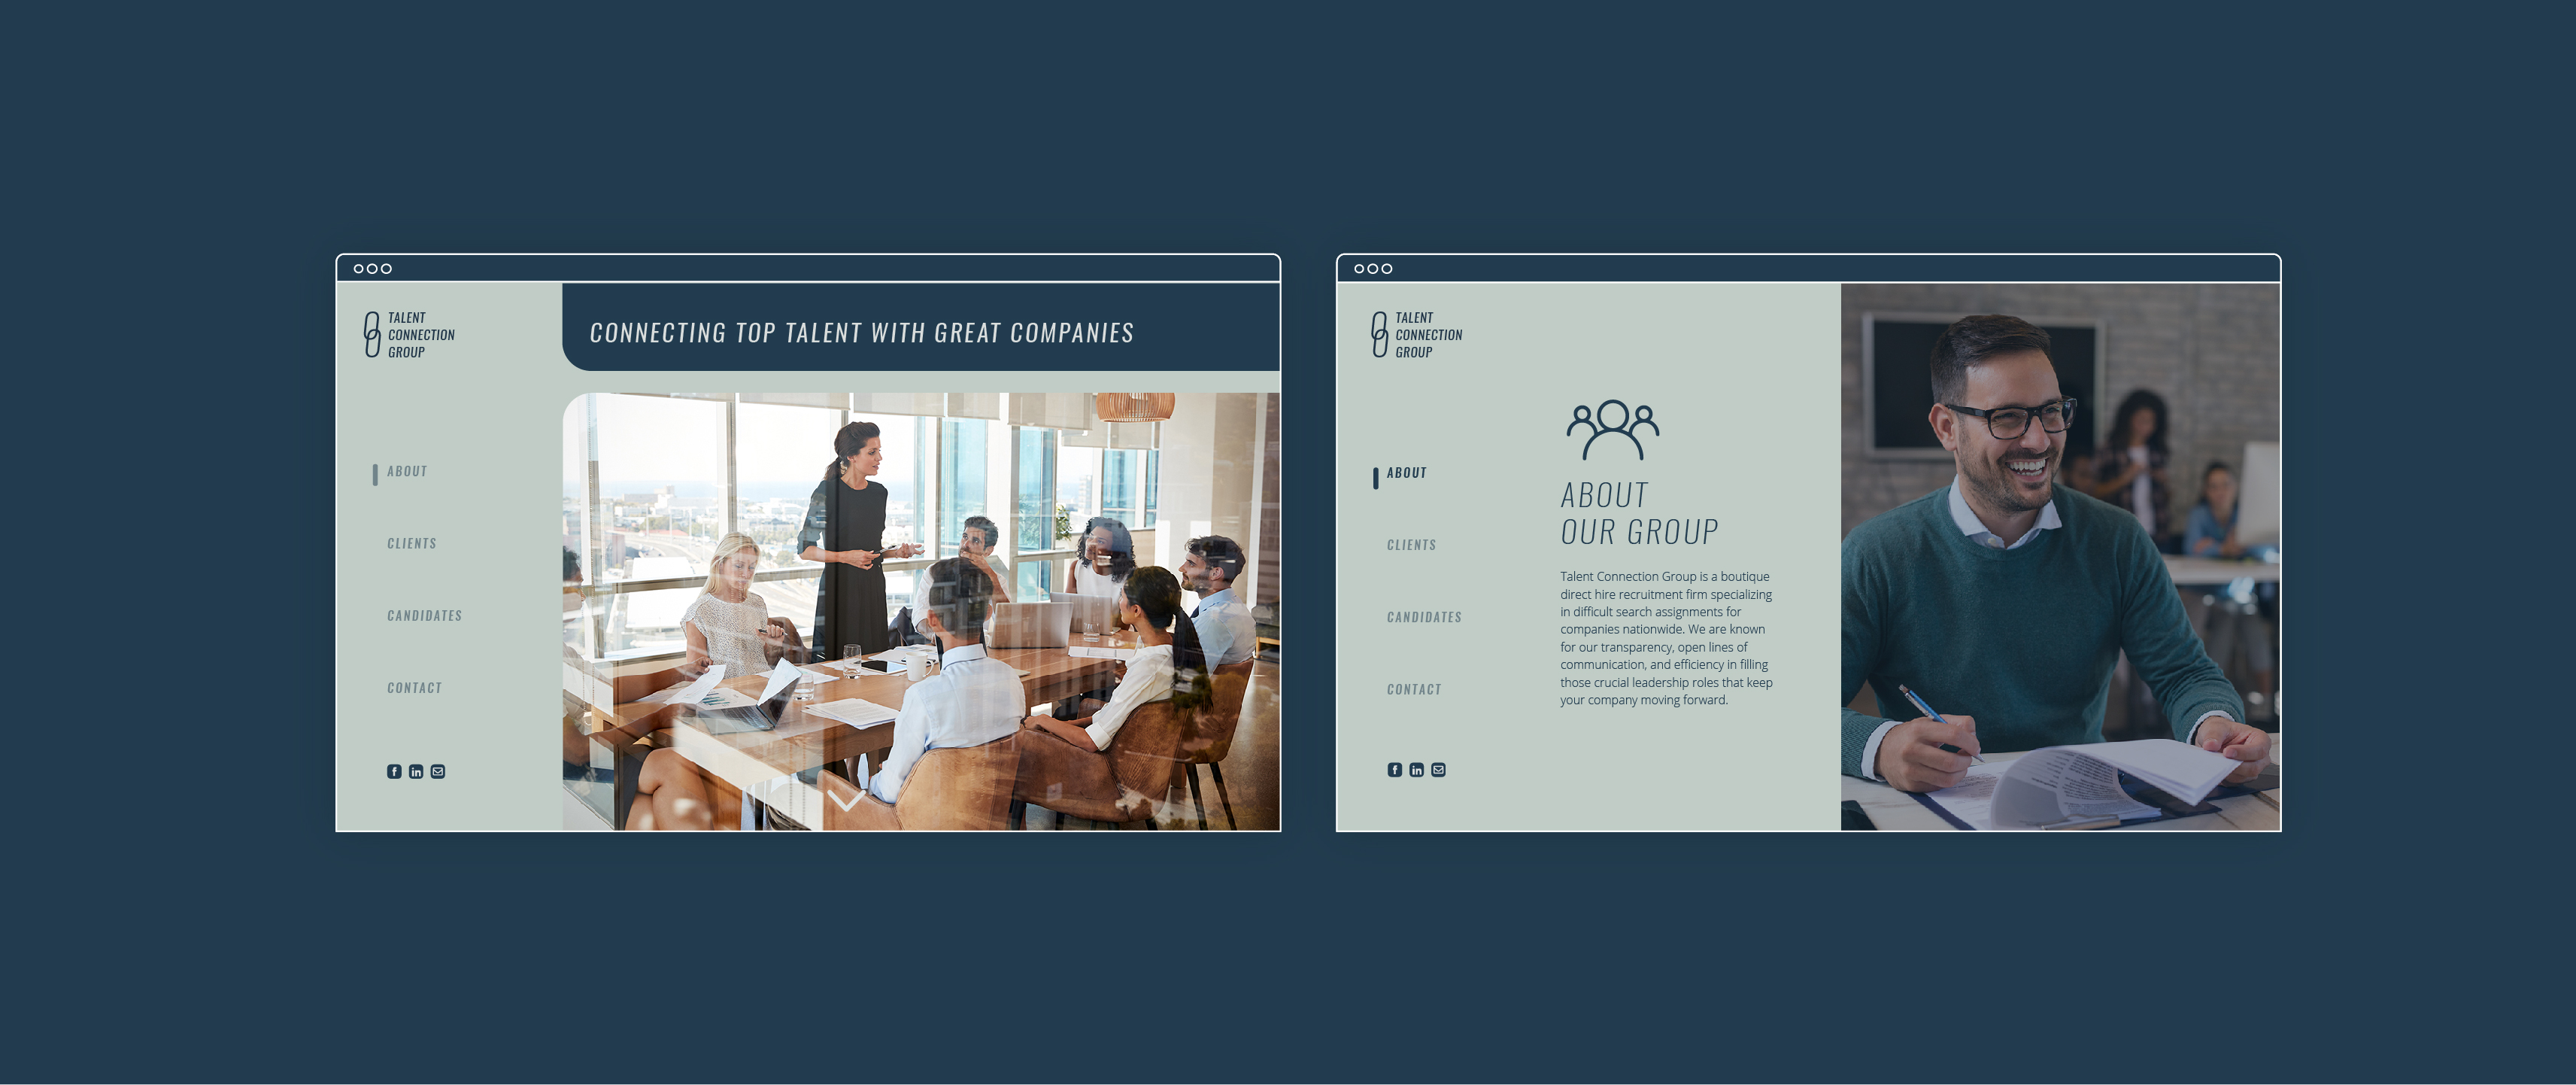 TALENT
CONNECTION
GROUP
CONNECTING TOP TALENT WITH GREAT COMPANIES
ABOUT
CLIENTS
CANDIDATES
CONTACT
TALENT
CONNECTION
GROUP
ABOUT
CLIENTS
CANDIDATES
CONTACT
ABOUT
OUR GROUP
Talent Connection Group is a boutique
direct hire recruitment firm specializing
in difficult search assignments for
companies nationwide. We are known
for our transparency, open lines of
communication, and efficiency in filling
those crucial leadership roles that keep
your company moving forward.